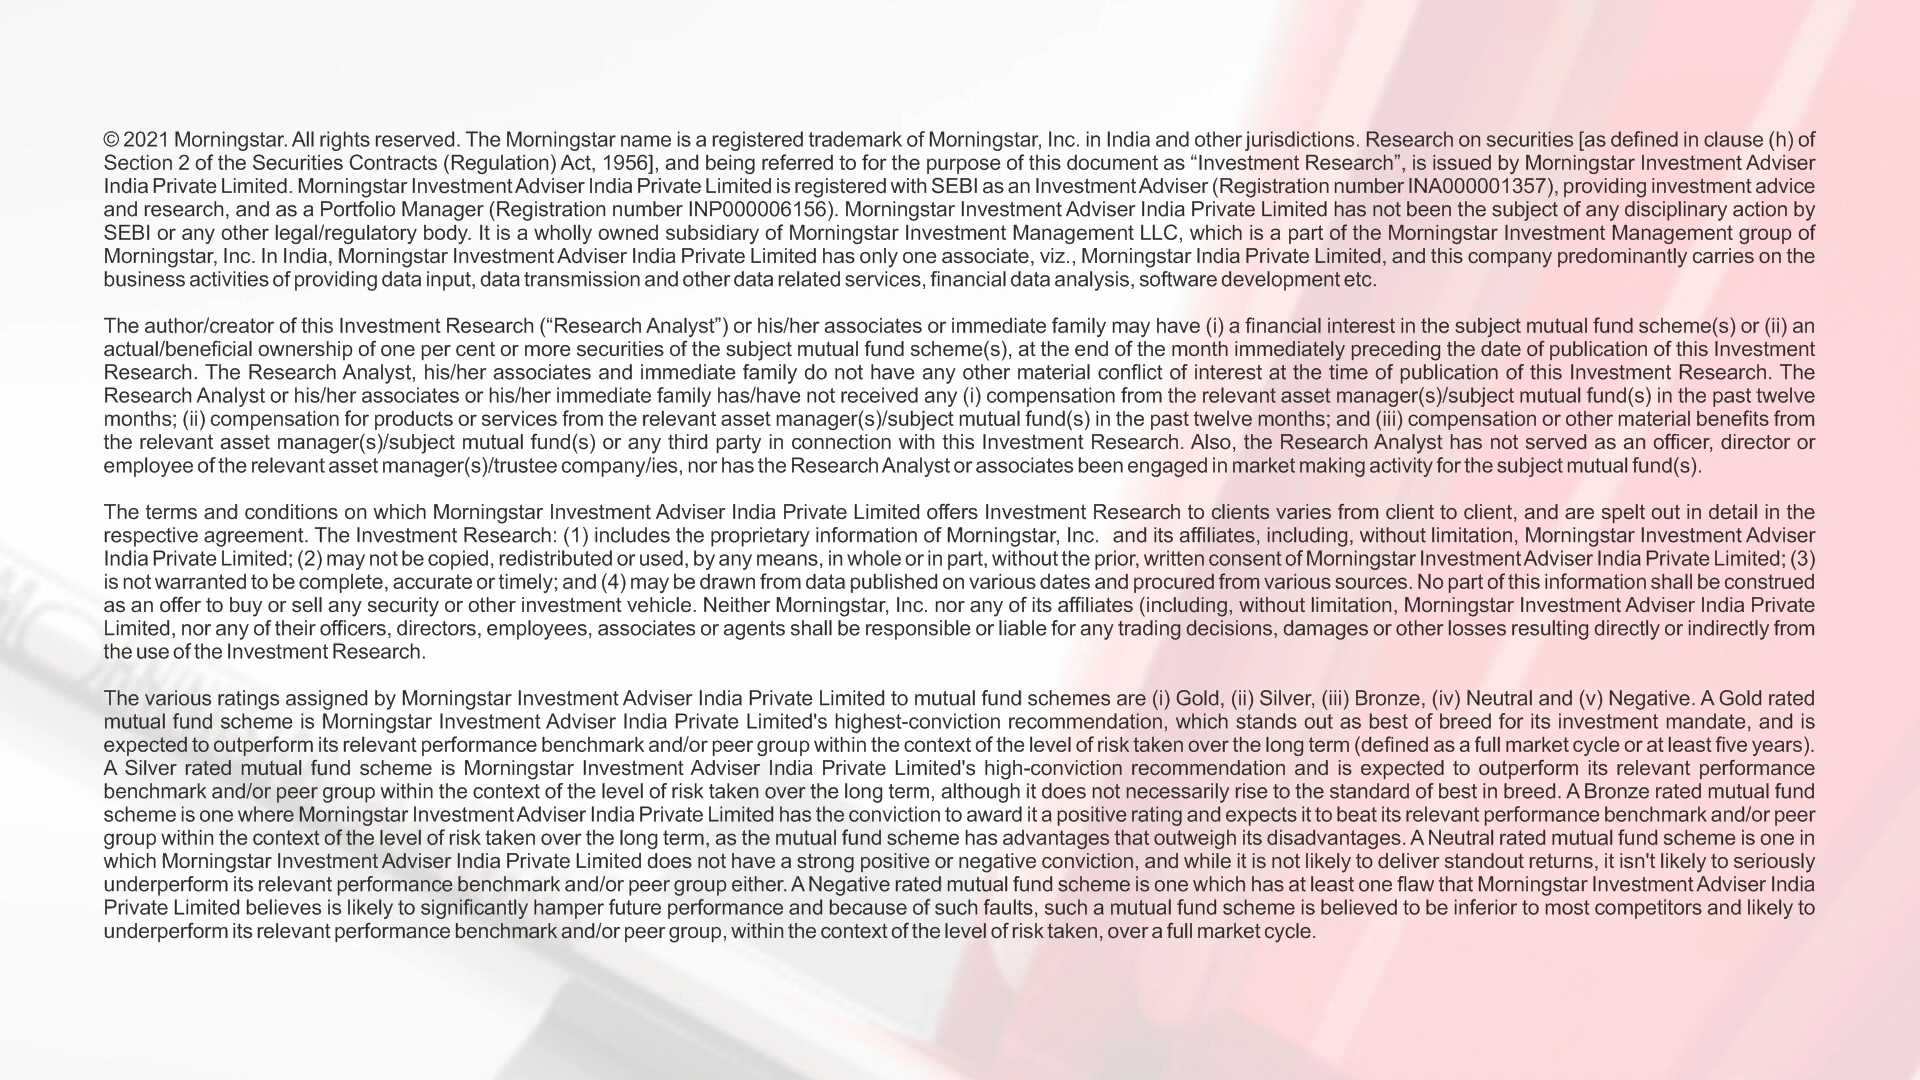 © 2021 Morningstar. All rights reserved. The Morningstar name is a registered trademark of Morningstar, Inc. in India and other jurisdictions. Research on securities [as defined in clause (h) of
Section 2 of the Securities Contracts (Regulation) Act, 1956], and being referred to for the purpose of this document as “Investment Research”, is issued by Morningstar Investment Adviser
India Private Limited. Morningstar Investment Adviser India Private Limited is registered with SEBI as an Investment Adviser (Registration number INA000001357), providing investment advice
and research, and as a Portfolio Manager (Registration number INP000006156). Morningstar Investment Adviser India Private Limited has not been the subject of any disciplinary action by
SEBI or any other legal/regulatory body. It is a wholly owned subsidiary of Morningstar Investment Management LLC, which is a part of the Morningstar Investment Management group of
Morningstar, Inc. In India, Morningstar Investment Adviser India Private Limited has only one associate, viz., Morningstar India Private Limited, and this company predominantly carries on the
business activities of providing data input, data transmission and other data related services, financial data analysis, software development etc.
The author/creator of this Investment Research (“Research Analyst”) or his/her associates or immediate family may have (i) a financial interest in the subject mutual fund scheme(s) or (ii) an
actual/beneficial ownership of one per cent or more securities of the subject mutual fund scheme(s), at the end of the month immediately preceding the date of publication of this Investment
Research. The Research Analyst, his/her associates and immediate family do not have any other material conflict of interest at the time of publication of this Investment Research. The
Research Analyst or his/her associates or his/her immediate family has/have not received any (i) compensation from the relevant asset manager(s)/subject mutual fund(s) in the past twelve
months; (ii) compensation for products or services from the relevant asset manager(s)/subject mutual fund(s) in the past twelve months; and (iii) compensation or other material benefits from
the relevant asset manager(s)/subject mutual fund(s) or any third party in connection with this Investment Research. Also, the Research Analyst has not served as an officer, director or
employee of the relevant asset manager(s)/trustee company/ies, nor has the Research Analyst or associates been engaged in market making activity for the subject mutual fund(s).
The terms and conditions on which Morningstar Investment Adviser India Private Limited offers Investment Research to clients varies from client to client, and are spelt out in detail in the
respective agreement. The Investment Research: (1) includes the proprietary information of Morningstar, Inc. and its affiliates, including, without limitation, Morningstar Investment Adviser
India Private Limited; (2) may not be copied, redistributed or used, by any means, in whole or in part, without the prior, written consent of Morningstar Investment Adviser India Private Limited; (3)
is not warranted to be complete, accurate or timely; and (4) may be drawn from data published on various dates and procured from various sources. No part of this information shall be construed
as an offer to buy or sell any security or other investment vehicle. Neither Morningstar, Inc. nor any of its affiliates (including, without limitation, Morningstar Investment Adviser India Private
Limited, nor any of their officers, directors, employees, associates or agents shall be responsible or liable for any trading decisions, damages or other losses resulting directly or indirectly from
the use of the Investment Research.
The various ratings assigned by Morningstar Investment Adviser India Private Limited to mutual fund schemes are (i) Gold, (ii) Silver, (iii) Bronze, (iv) Neutral and (v) Negative. A Gold rated
mutual fund scheme is Morningstar Investment Adviser India Private Limited's highest-conviction recommendation, which stands out as best of breed for its investment mandate, and is
expected to outperform its relevant performance benchmark and/or peer group within the context of the level of risk taken over the long term (defined as a full market cycle or at least five years).
A Silver rated mutual fund scheme is Morningstar Investment Adviser India Private Limited's high-conviction recommendation and is expected to outperform its relevant performance
benchmark and/or peer group within the context of the level of risk taken over the long term, although it does not necessarily rise to the standard of best in breed. A Bronze rated mutual fund
scheme is one where Morningstar Investment Adviser India Private Limited has the conviction to award it a positive rating and expects it to beat its relevant performance benchmark and/or peer
group within the context of the level of risk taken over the long term, as the mutual fund scheme has advantages that outweigh its disadvantages. A Neutral rated mutual fund scheme is one in
which Morningstar Investment Adviser India Private Limited does not have a strong positive or negative conviction, and while it is not likely to deliver standout returns, it isn't likely to seriously
underperform its relevant performance benchmark and/or peer group either. A Negative rated mutual fund scheme is one which has at least one flaw that Morningstar Investment Adviser India
Private Limited believes is likely to significantly hamper future performance and because of such faults, such a mutual fund scheme is believed to be inferior to most competitors and likely to
underperform its relevant performance benchmark and/or peer group, within the context of the level of risk taken, over a full market cycle.